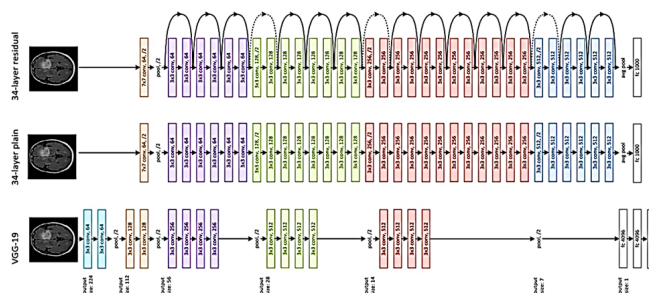 34-layer residual
7x7 conv, 64, /2
pool, /2
3x3 conv, 64
3x3 conv, 64
3x3 conv, 64
3x3 conv, 64
3x3 conv, 64
3x3 conv, 64
3x3 conv, 128, /2
3x3 conv, 128
3x3 conv, 128
3x3 conv, 128
3x3 conv, 128
3x3 conv, 128
3x3 conv, 128
3x3 conv, 128
3x3 conv, 256, /2
3x3 conv, 256
3x3 conv, 256
3x3 conv, 256
3x3 conv, 256
3x3 conv, 256
3x3 conv, 256
3x3 conv, 256
3x3 conv, 256
3x3 conv, 256
3x3 conv, 256
3x3 conv, 256
3x3 conv, 512, /2
3x3 conv, 512
3x3 conv, 512
3x3 conv, 512
3x3 conv, 512
3x3 conv, 512
avg pool
fc 1000
34-layer plain
7x7 conv, 64, /2
pool, /2
3x3 conv, 64
3x3 conv, 64
3x3 conv, 64
3x3 conv, 64
3x3 conv, 64
3x3 conv, 64
3x3 conv, 128, /2
3x3 conv, 128
3x3 conv, 128
3x3 conv, 128
3x3 conv, 128
3x3 conv, 128
3x3 conv, 128
3x3 conv, 128
3x3 conv, 256, /2
3x3 conv, 256
3x3 conv, 256
3x3 conv, 256
3x3 conv, 256
3x3 conv, 256
3x3 conv, 256
3x3 conv, 256
3x3 conv, 256
3x3 conv, 256
3x3 conv, 256
3x3 conv, 256
3x3 conv, 512, /2
3x3 conv, 512
3x3 conv, 512
3x3 conv, 512
3x3 conv, 512
3x3 conv, 512
avg pool
fc 1000
VGG-19
3x3 conv, 64
3x3 conv, 64
pool, /2
3x3 conv, 128
3x3 conv, 128
pool, /2
3x3 conv, 256
3x3 conv, 256
3x3 conv, 256
3x3 conv, 256
pool, /2
3x3 conv, 512
3x3 conv, 512
3x3 conv, 512
3x3 conv, 512
pool, /2
3x3 conv, 512
3x3 conv, 512
3x3 conv, 512
3x3 conv, 512
pool, /2
fc 4096
fc 4096
output
size: 224
output
size: 112
output
size: 56
output
size: 28
output
size: 14
output
size: 7
output
size: 1